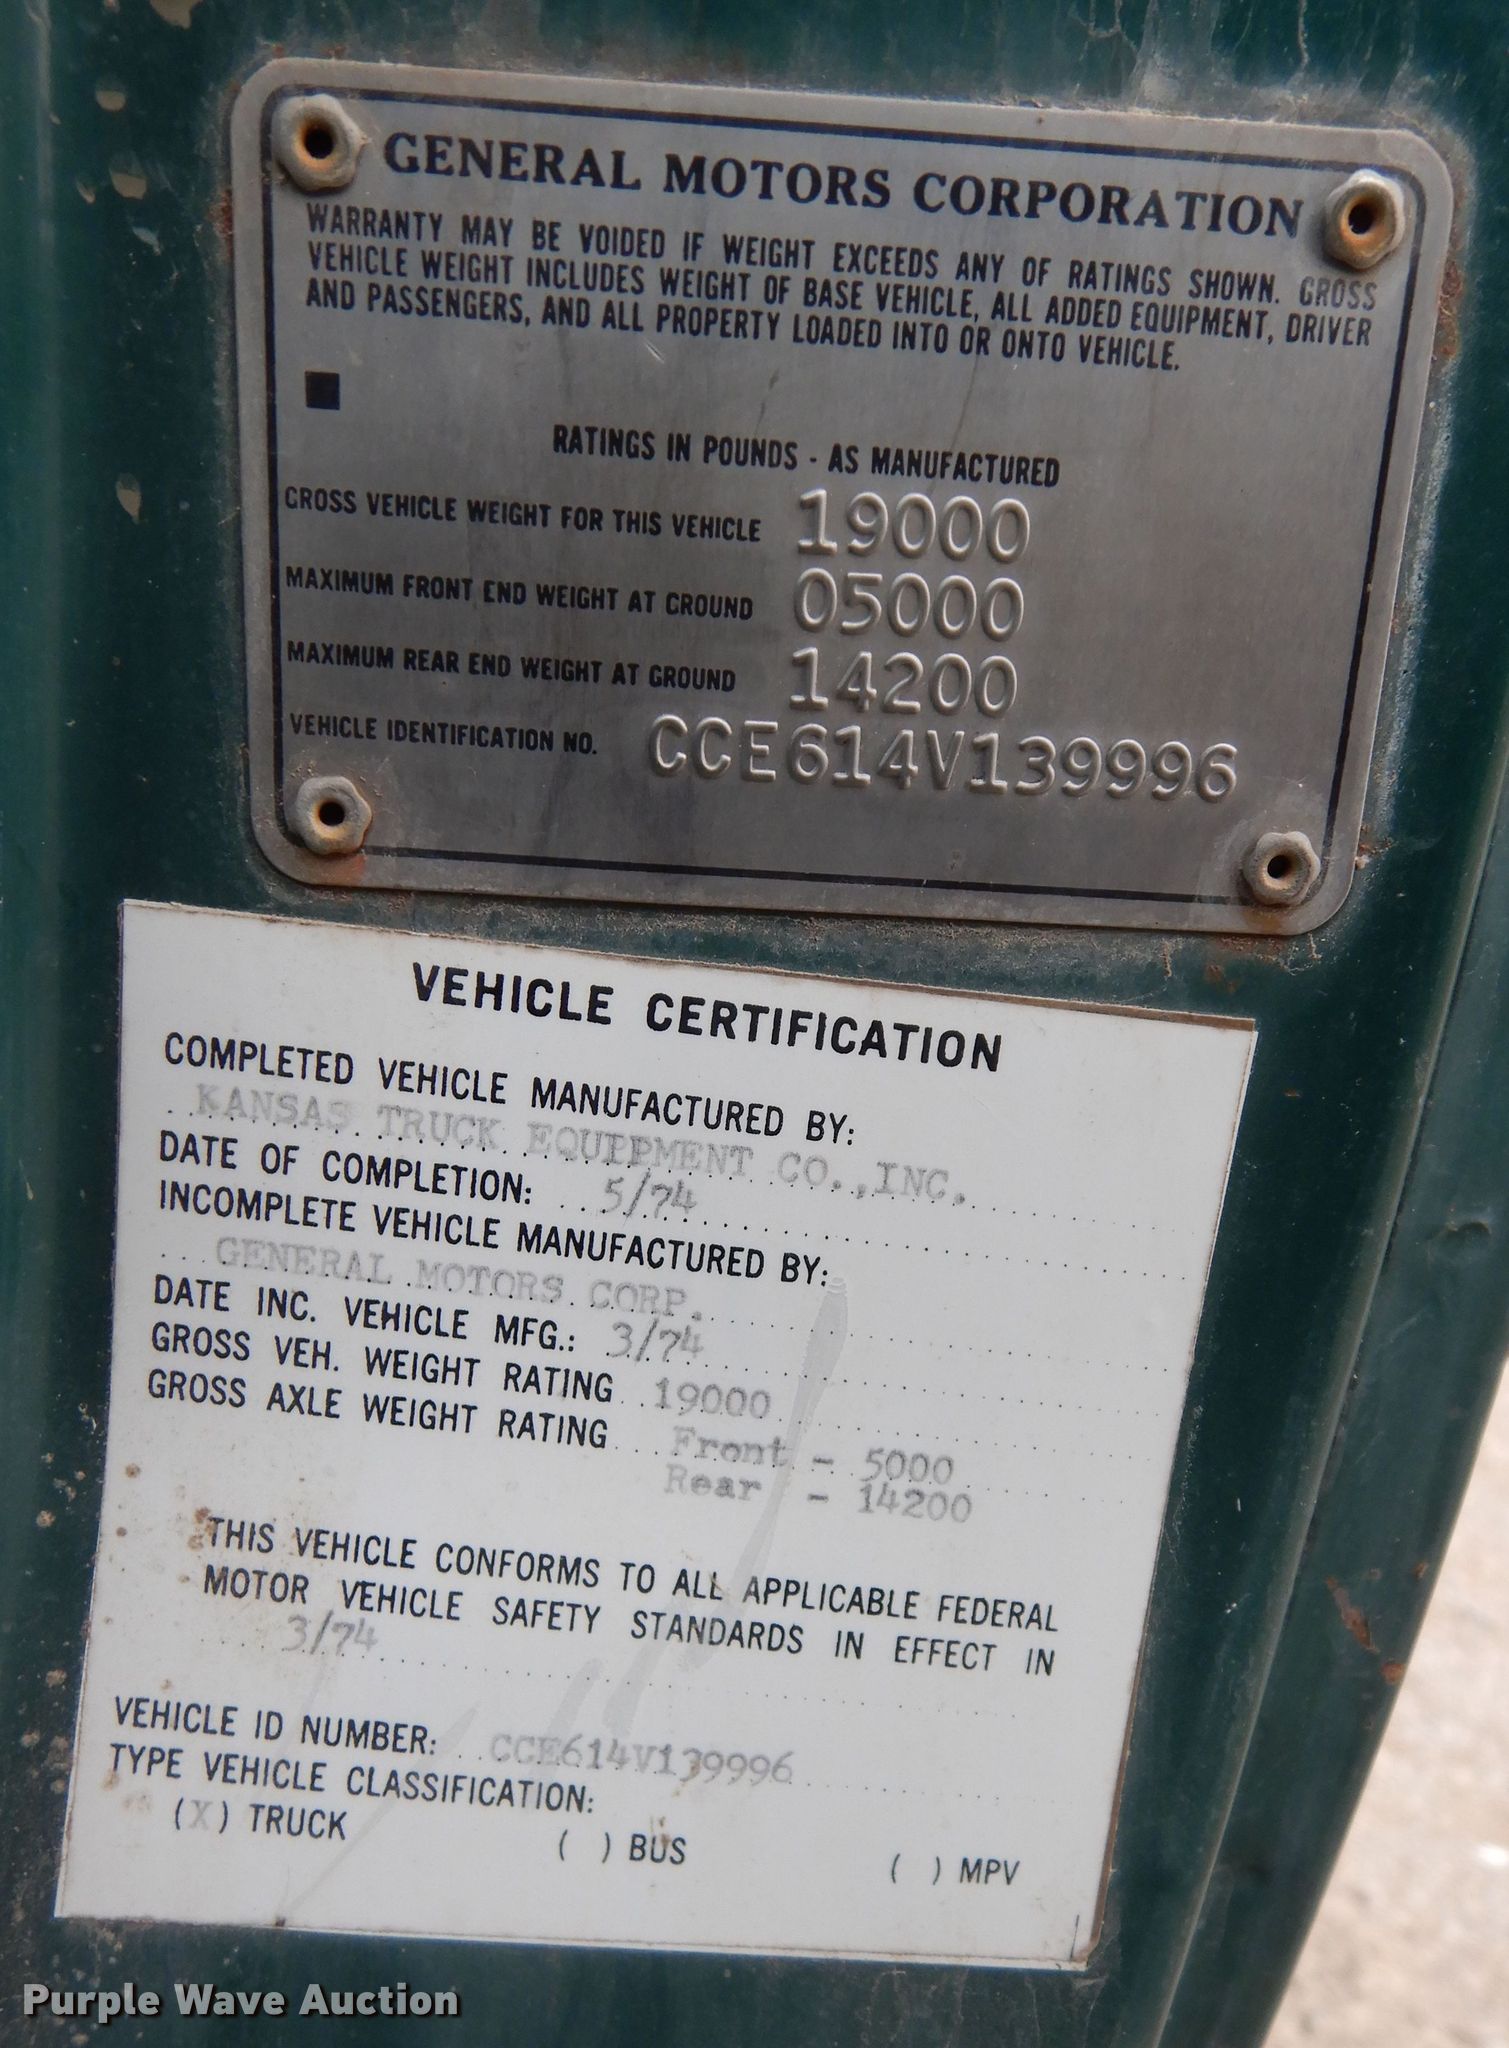 GENERAL MOTORS CORPORATION
WARRANTY MAY BE VOIDED IF WEIGHT EXCEEDS ANY OF RATINGS SHOWN. GROSS
VEHICLE WEIGHT INCLUDES WEIGHT OF BASE VEHICLE, ALL ADDED EQUIPMENT, DRIVER
AND PASSENGERS, AND ALL PROPERTY LOADED INTO OR ONTO VEHICLE.
RATINGS IN POUNDS - AS MANUFACTURED
GROSS VEHICLE WEIGHT FOR THIS VEHICLE 19000
MAXIMUM FRONT END WEIGHT AT GROUND 05000
MAXIMUM REAR END WEIGHT AT GROUND 14200
VEHICLE IDENTIFICATION NO. CCE614V139996
VEHICLE CERTIFICATION
COMPLETED VEHICLE MANUFACTURED BY:
KANSAS TRUCK EQUIPMENT CO.,INC.
DATE OF COMPLETION: 5/74
INCOMPLETE VEHICLE MANUFACTURED BY:
GENERAL MOTORS CORP.
DATE INC. VEHICLE MFG.: 3/74
GROSS VEH. WEIGHT RATING 19000
GROSS AXLE WEIGHT RATING Front - 5000
Rear - 14200
THIS VEHICLE CONFORMS TO ALL APPLICABLE FEDERAL
MOTOR VEHICLE SAFETY STANDARDS IN EFFECT IN
3/74
VEHICLE ID NUMBER: CCE614V139996
TYPE VEHICLE CLASSIFICATION:
(X) TRUCK ( ) BUS ( ) MPV
Purple Wave Auction